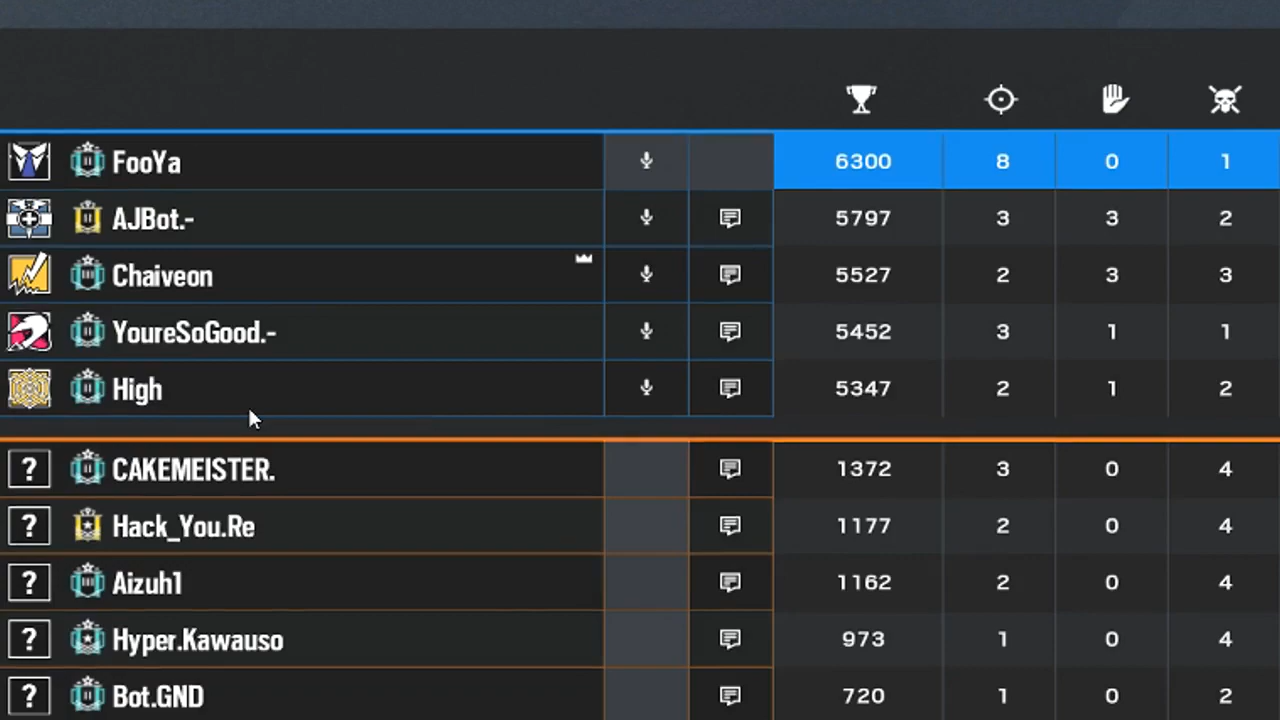 FooYa 6300 8 0 1
AJBot.- 5797 3 3 2
Chaiveon 5527 2 3 3
YoureSoGood.- 5452 3 1 1
High 5347 2 1 2
? CAKEMEISTER. 1372 3 0 4
? Hack_You.Re 1177 2 0 4
? Aizuh1 1162 2 0 4
? Hyper.Kawauso 973 1 0 4
? Bot.GND 720 1 0 2